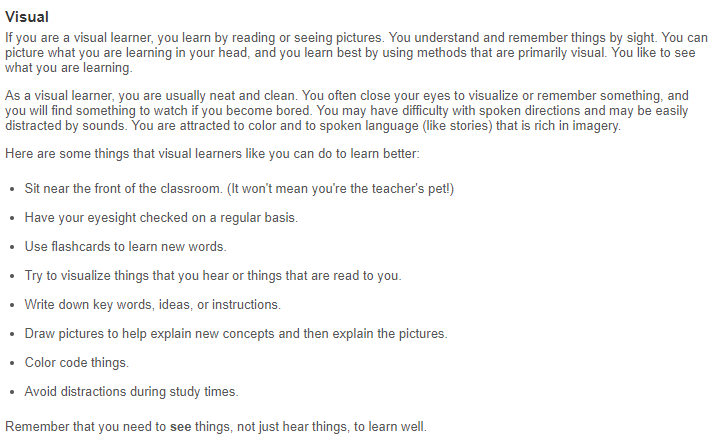 Visual
If you are a visual learner, you learn by reading or seeing pictures. You understand and remember things by sight. You can
picture what you are learning in your head, and you learn best by using methods that are primarily visual. You like to see
what you are learning.
As a visual learner, you are usually neat and clean. You often close your eyes to visualize or remember something, and
you will find something to watch if you become bored. You may have difficulty with spoken directions and may be easily
distracted by sounds. You are attracted to color and to spoken language (like stories) that is rich in imagery.
Here are some things that visual learners like you can do to learn better:
• Sit near the front of the classroom. (It won't mean you're the teacher's pet!)
• Have your eyesight checked on a regular basis.
• Use flashcards to learn new words.
• Try to visualize things that you hear or things that are read to you.
• Write down key words, ideas, or instructions.
• Draw pictures to help explain new concepts and then explain the pictures.
• Color code things.
• Avoid distractions during study times.
Remember that you need to see things, not just hear things, to learn well.